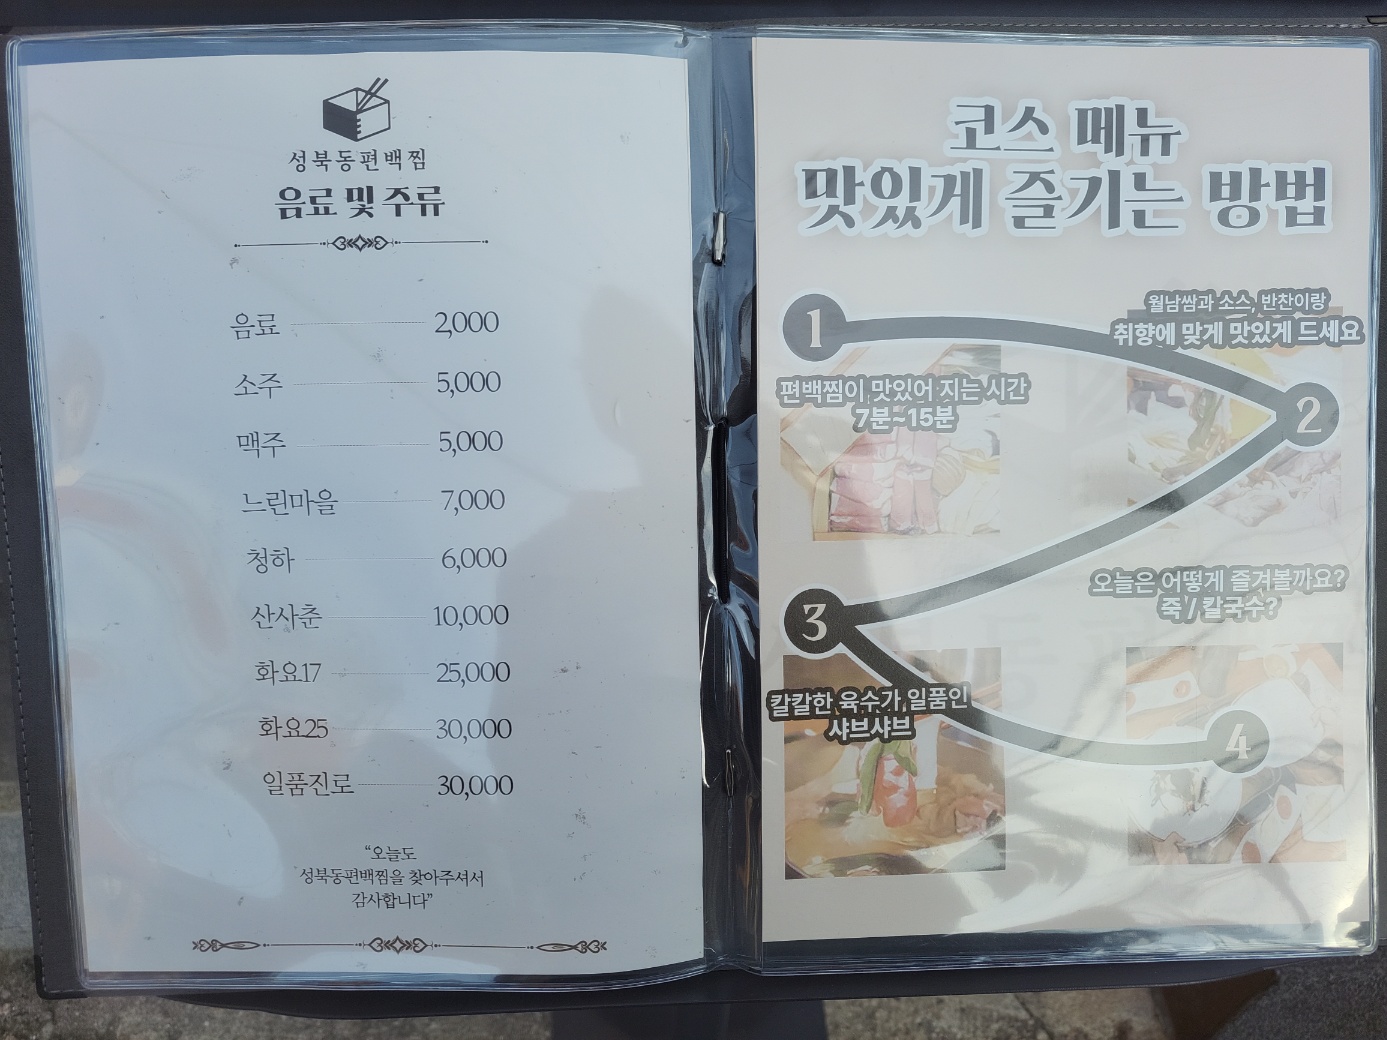 성북동편백찜
음료 및 주류
음료 2,000
소주 5,000
맥주 5,000
느린마을 7,000
청하 6,000
산사춘 10,000
화요17 25,000
화요25 30,000
일품진로 30,000
“오늘도
성북동편백찜을 찾아주셔서
감사합니다”
코스 메뉴
맛있게 즐기는 방법
1
편백찜이 맛있어 지는 시간
7분~15분
월남쌈과 소스, 반찬이랑
취향에 맞게 맛있게 드세요
2
3
칼칼한 육수가 일품인
샤브샤브
오늘은 어떻게 즐겨볼까요?
죽 / 칼국수?
4